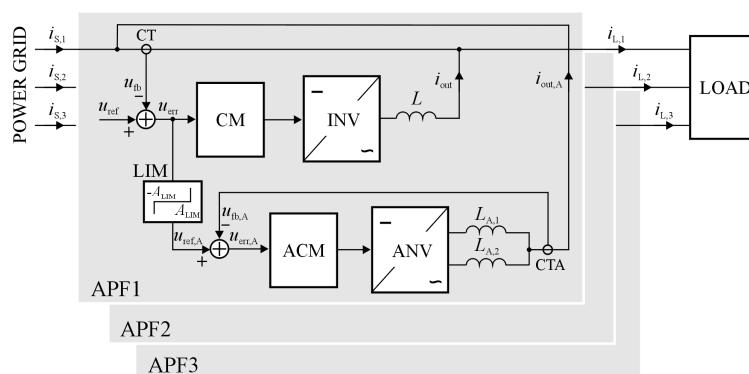 POWER GRID
i_S,1
CT
i_L,1
i_S,2
u_fb
i_out
i_out,A
i_L,2
LOAD
i_S,3
u_ref
u_err
CM
INV
L
i_L,3
LIM
-A_LIM
A_LIM
u_fb,A
L_A,1
u_ref,A
u_err,A
ACM
ANV
L_A,2
CTA
APF1
APF2
APF3